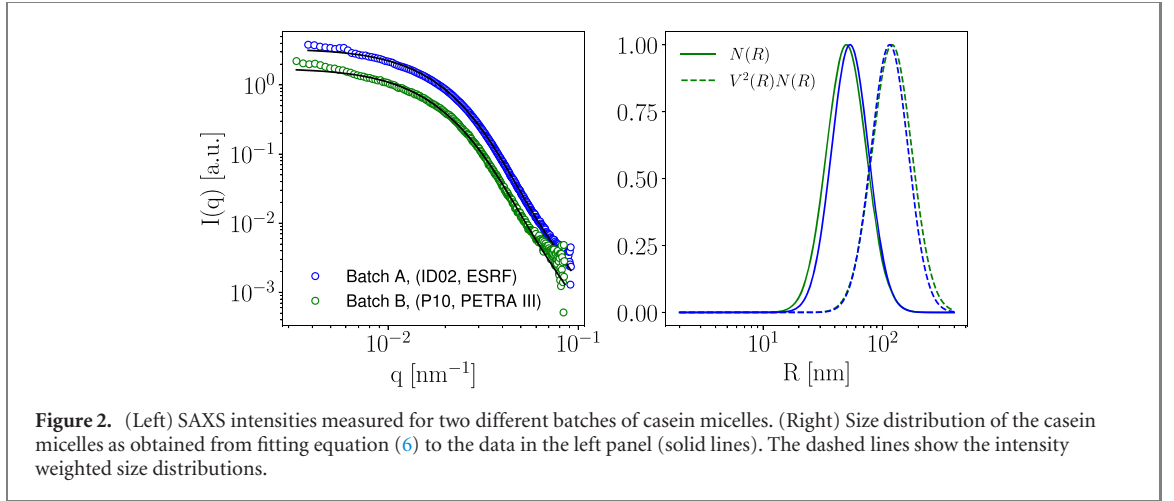 10⁰
10⁻¹
10⁻²
10⁻³
I(q) [a.u.]
Batch A, (ID02, ESRF)
Batch B, (P10, PETRA III)
10⁻²
10⁻¹
q [nm⁻¹]
1.00
0.75
0.50
0.25
0.00
N(R)
V²(R)N(R)
10¹
10²
R [nm]
Figure 2. (Left) SAXS intensities measured for two different batches of casein micelles. (Right) Size distribution of the casein
micelles as obtained from fitting equation (6) to the data in the left panel (solid lines). The dashed lines show the intensity
weighted size distributions.